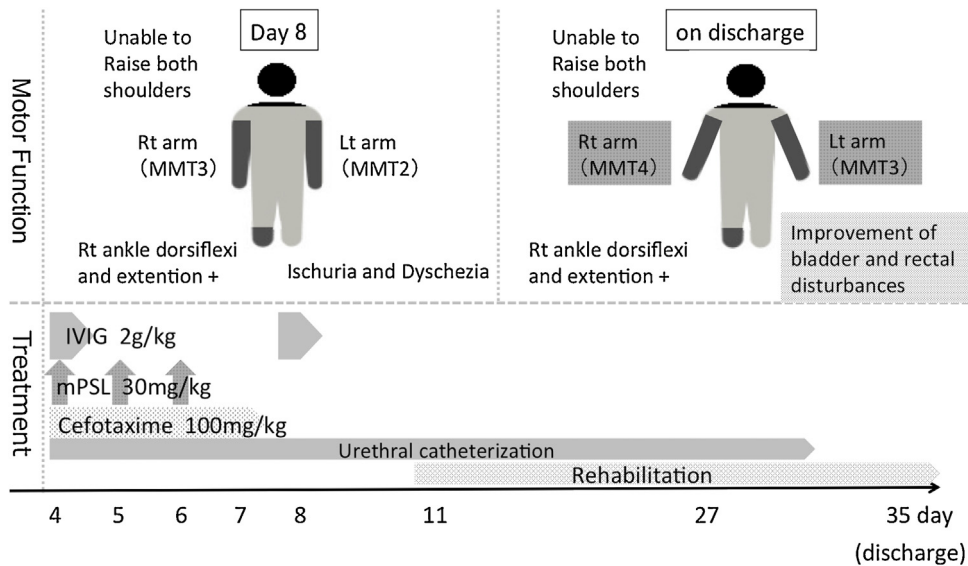 Motor Function
Day 8
Unable to
Raise both
shoulders
Rt arm
（MMT3）
Lt arm
（MMT2）
Rt ankle dorsiflexi
and extention +
Ischuria and Dyschezia
on discharge
Unable to
Raise both
shoulders
Rt arm
（MMT4）
Lt arm
（MMT3）
Rt ankle dorsiflexi
and extention +
Improvement of
bladder and rectal
disturbances
Treatment
IVIG 2g/kg
mPSL 30mg/kg
Cefotaxime 100mg/kg
Urethral catheterization
Rehabilitation
4 5 6 7 8 11 27 35 day
(discharge)